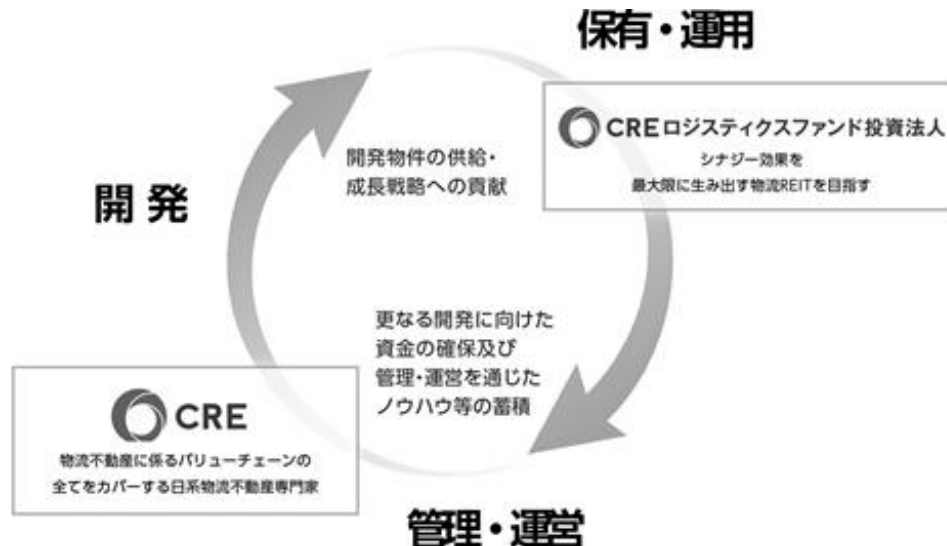 保有・運用
CREロジスティクスファンド投資法人
シナジー効果を
最大限に生み出す物流REITを目指す
開発物件の供給・
成長戦略への貢献
開発
更なる開発に向けた
資金の確保及び
管理・運営を通じた
ノウハウ等の蓄積
CRE
物流不動産に係るバリューチェーンの
全てをカバーする日系物流不動産専門家
管理・運営